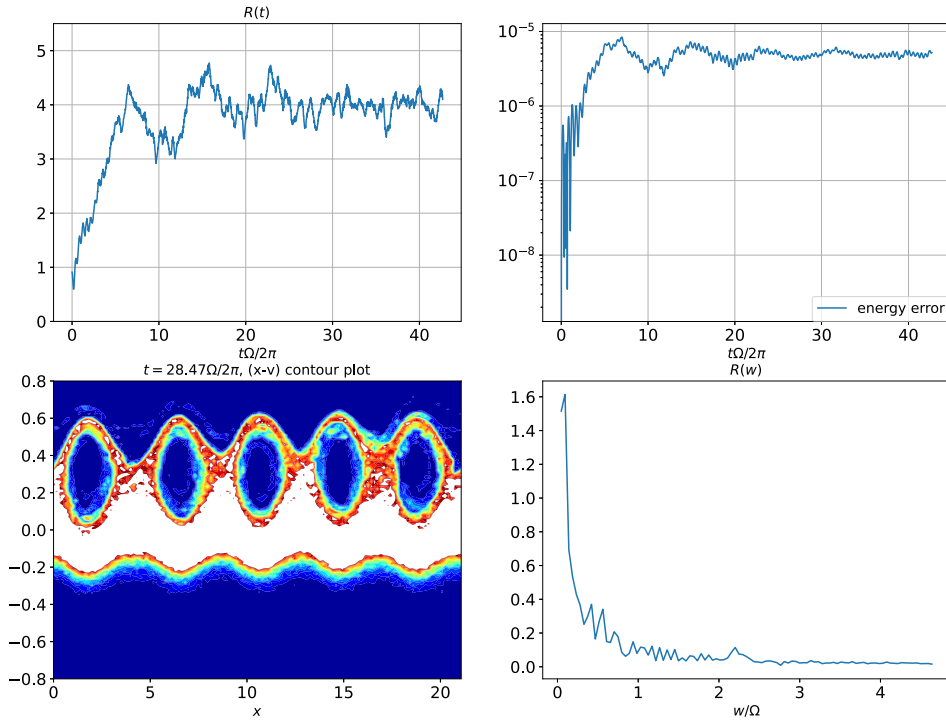 R(t)
5
4
3
2
1
0
0 10 20 30 40
tΩ/2π
10⁻⁵
10⁻⁶
10⁻⁷
10⁻⁸
energy error
0 10 20 30 40
tΩ/2π
t = 28.47Ω/2π, (x-v) contour plot
0.8
0.6
0.4
0.2
0.0
−0.2
−0.4
−0.6
−0.8
0 5 10 15 20
x
R(w)
1.6
1.4
1.2
1.0
0.8
0.6
0.4
0.2
0.0
0 1 2 3 4
w/Ω